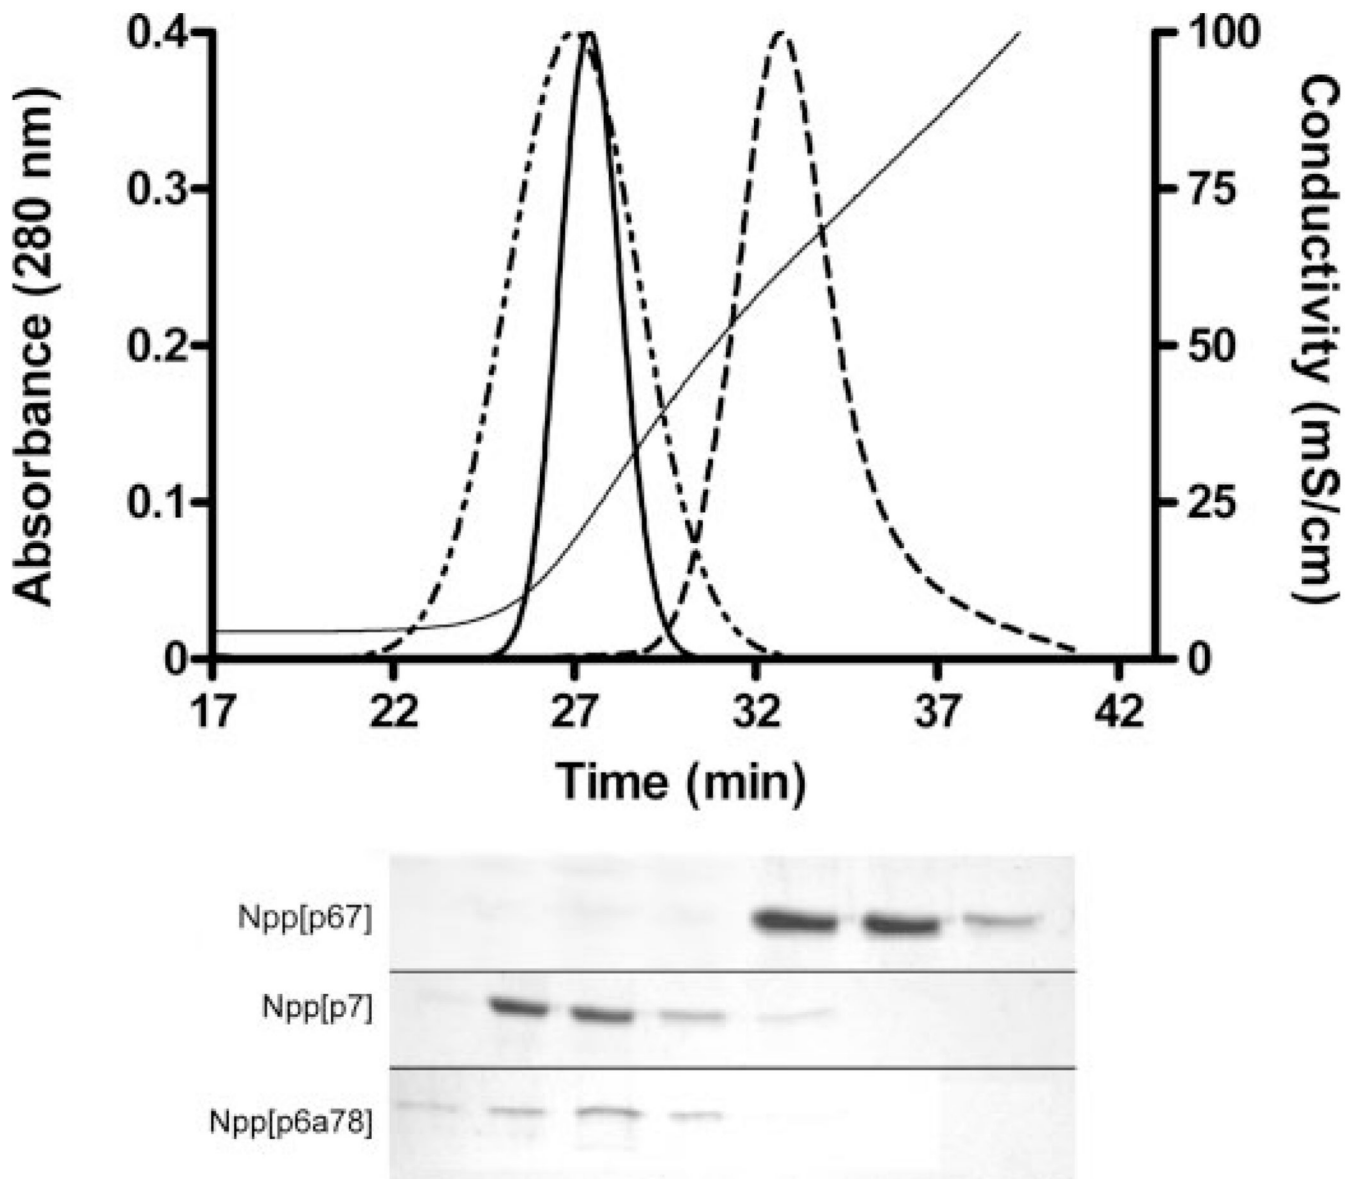 0.4
0.3
0.2
0.1
0
Absorbance (280 nm)
100
75
50
25
0
Conductivity (mS/cm)
17 22 27 32 37 42
Time (min)
Npp[p67]
Npp[p7]
Npp[p6a78]